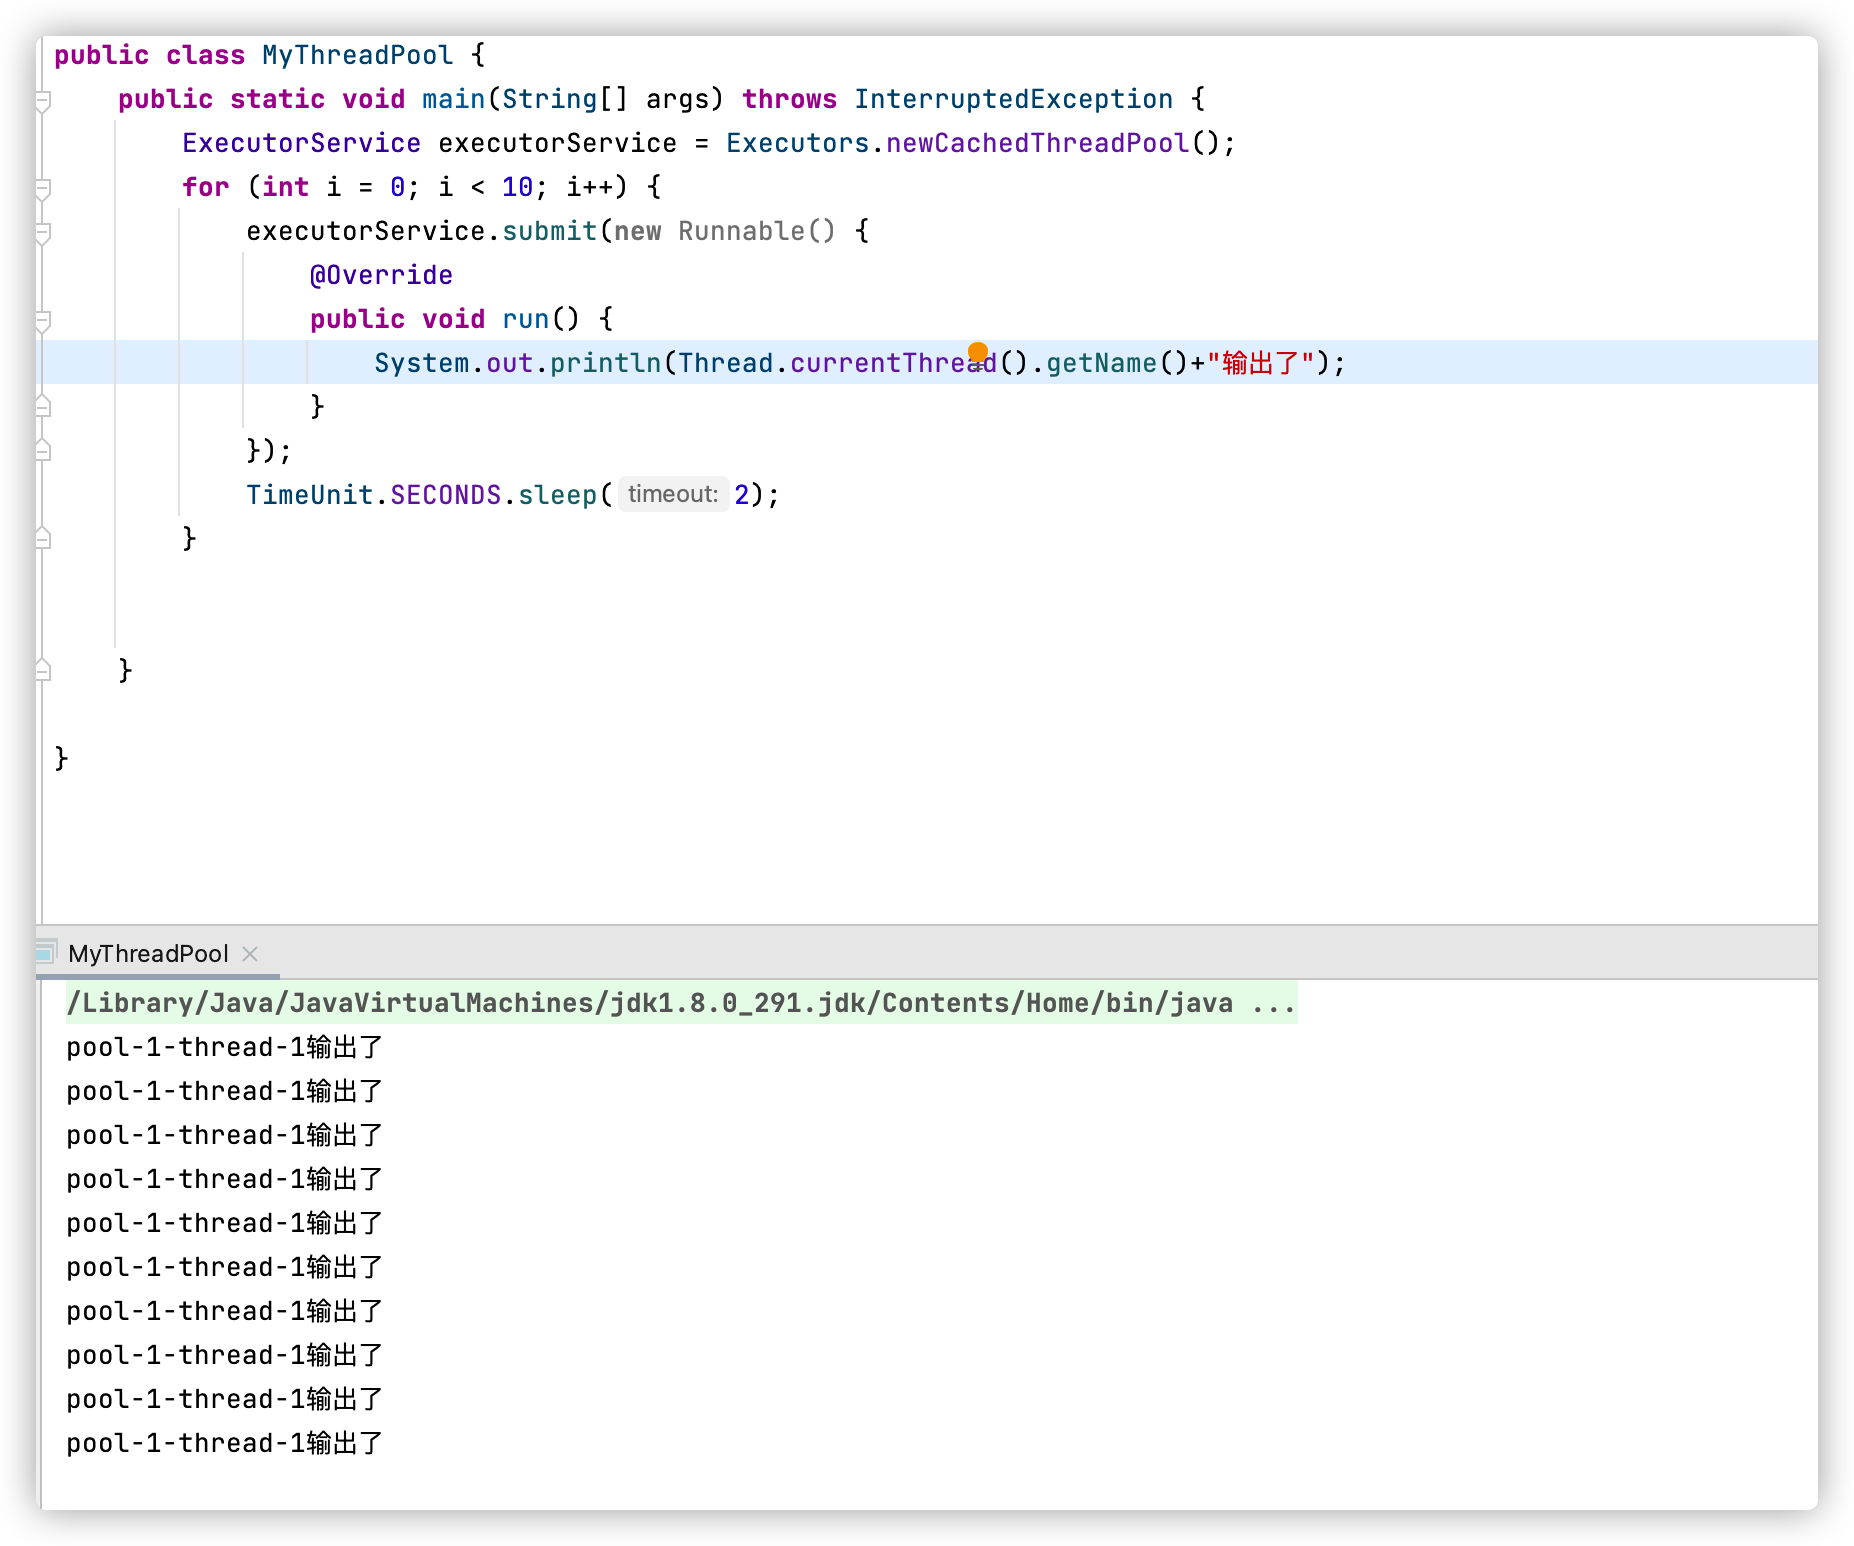 public class MyThreadPool {
    public static void main(String[] args) throws InterruptedException {
        ExecutorService executorService = Executors.newCachedThreadPool();
        for (int i = 0; i < 10; i++) {
            executorService.submit(new Runnable() {
                @Override
                public void run() {
                    System.out.println(Thread.currentThread().getName()+"输出了");
                }
            });
            TimeUnit.SECONDS.sleep( timeout: 2);
        }
    }
}
MyThreadPool
/Library/Java/JavaVirtualMachines/jdk1.8.0_291.jdk/Contents/Home/bin/java ...
pool-1-thread-1输出了
pool-1-thread-1输出了
pool-1-thread-1输出了
pool-1-thread-1输出了
pool-1-thread-1输出了
pool-1-thread-1输出了
pool-1-thread-1输出了
pool-1-thread-1输出了
pool-1-thread-1输出了
pool-1-thread-1输出了